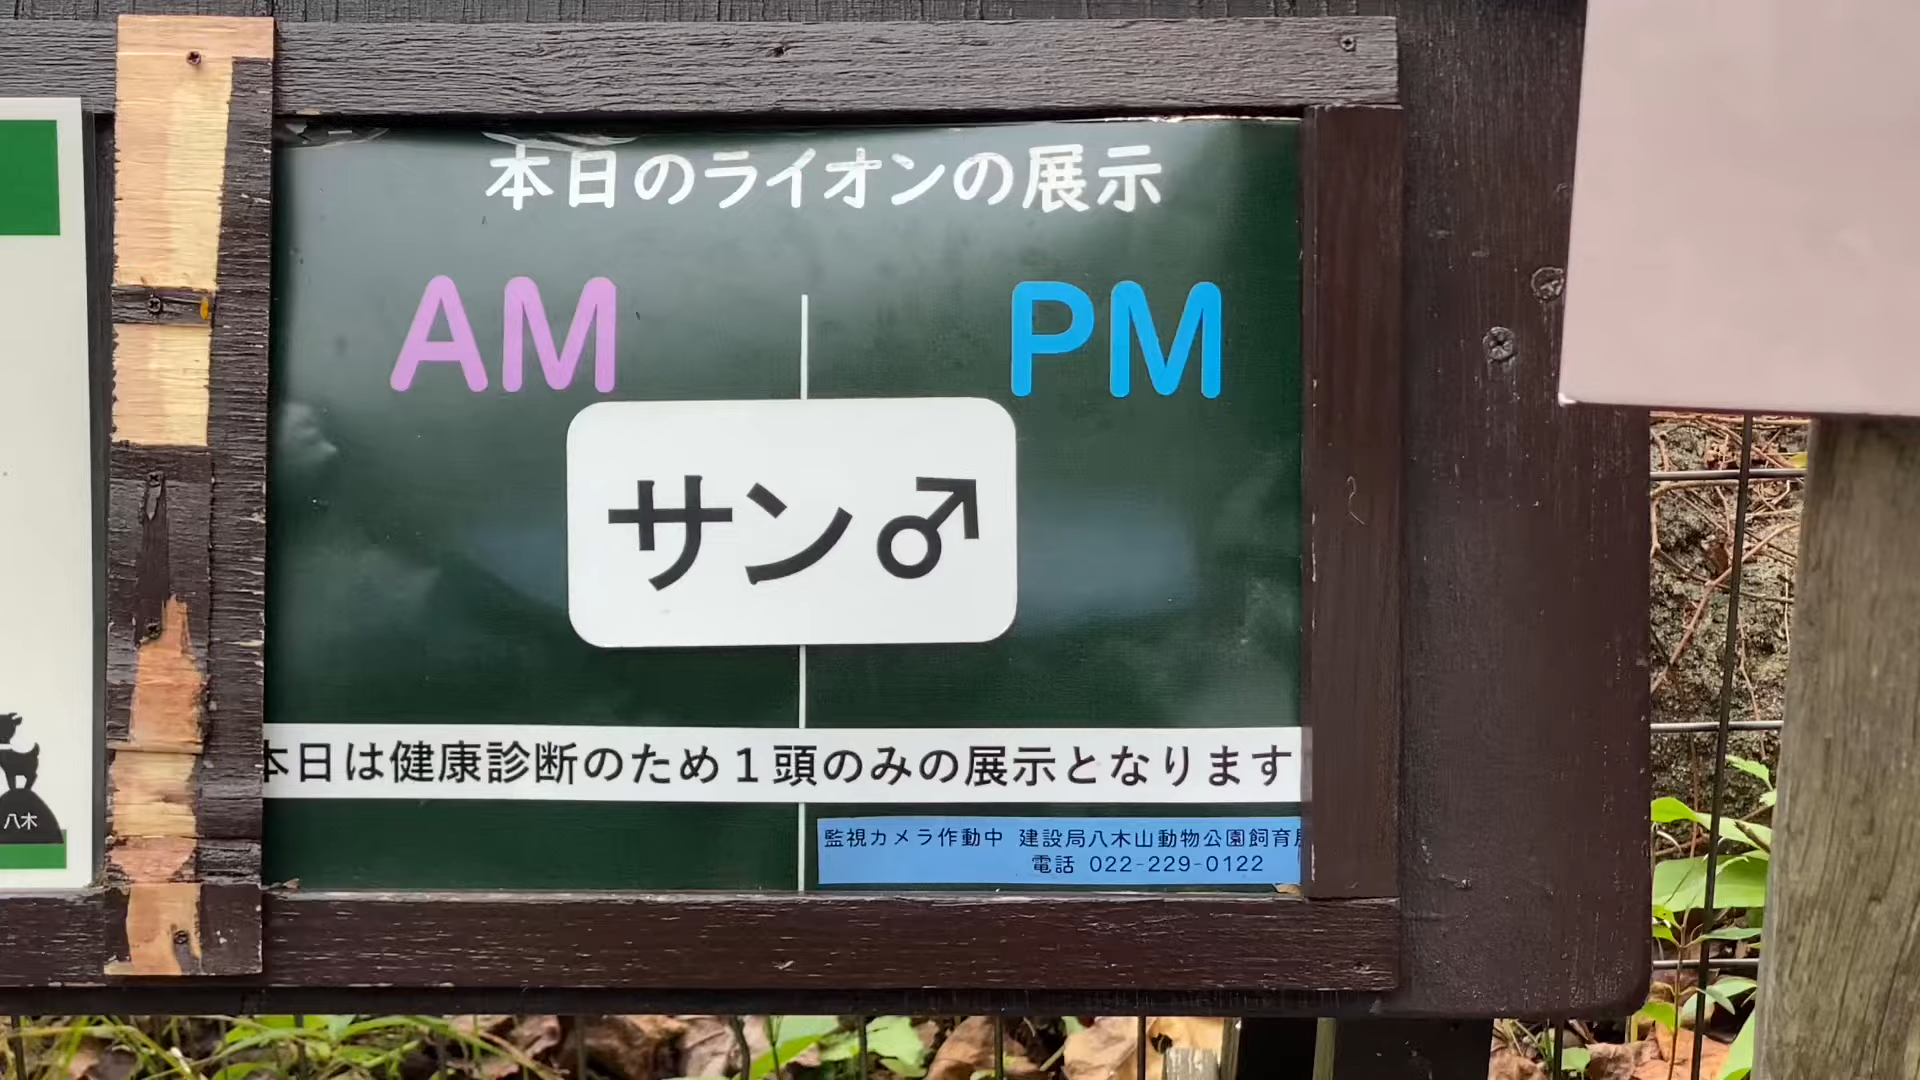 本日のライオンの展示
AM
PM
サン♂
本日は健康診断のため1頭のみの展示となります
監視カメラ作動中 建設局八木山動物公園飼育展
電話 022-229-0122
八木